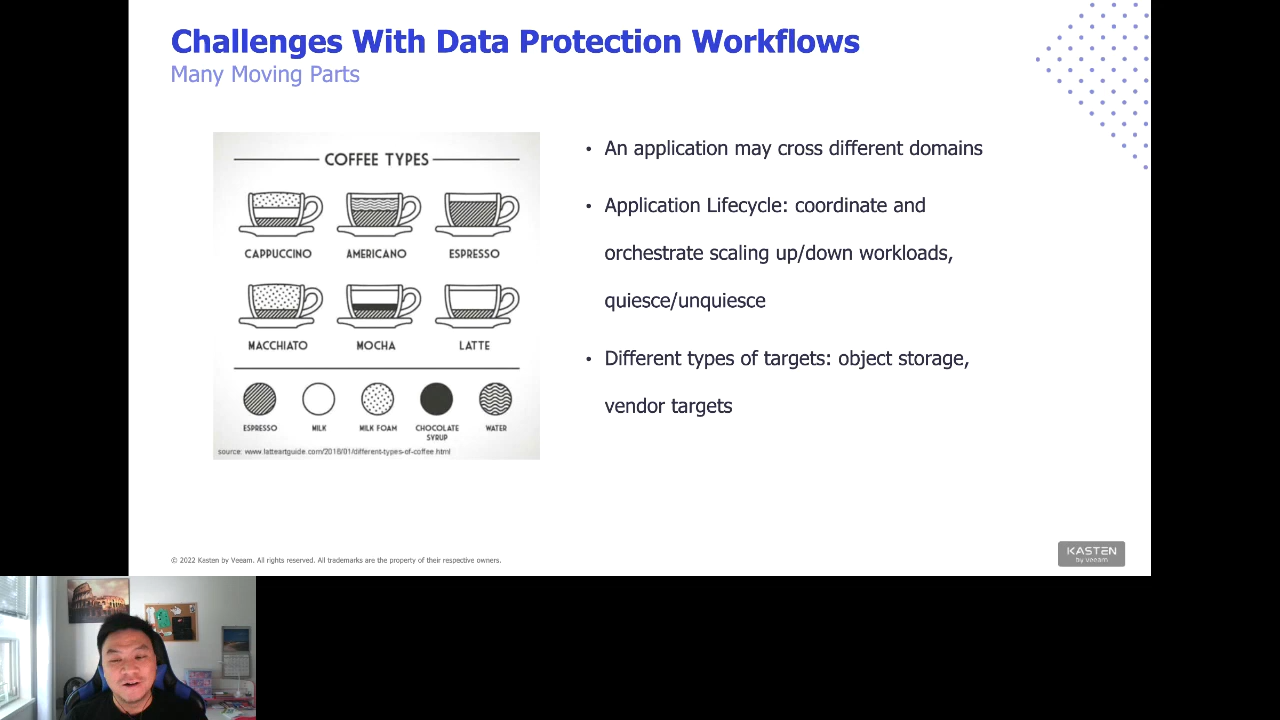 Challenges With Data Protection Workflows
Many Moving Parts
COFFEE TYPES
CAPPUCCINO AMERICANO ESPRESSO
MACCHIATO MOCHA LATTE
ESPRESSO MILK MILK FOAM CHOCOLATE SYRUP WATER
source: www.latteartguide.com/2016/01/different-types-of-coffee.html
• An application may cross different domains
• Application Lifecycle: coordinate and
orchestrate scaling up/down workloads,
quiesce/unquiesce
• Different types of targets: object storage,
vendor targets
© 2022 Kasten by Veeam. All rights reserved. All trademarks are the property of their respective owners.
KASTEN
by veeam